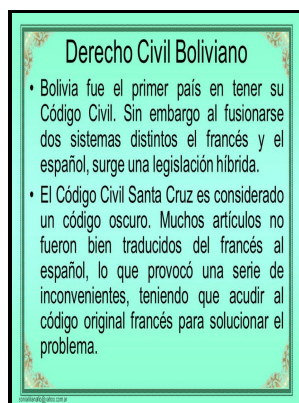 Derecho Civil Boliviano
• Bolivia fue el primer país en tener su
Código Civil. Sin embargo al fusionarse
dos sistemas distintos el francés y el
español, surge una legislación híbrida.
• El Código Civil Santa Cruz es considerado
un código oscuro. Muchos artículos no
fueron bien traducidos del francés al
español, lo que provocó una serie de
inconvenientes, teniendo que acudir al
código original francés para solucionar el
problema.